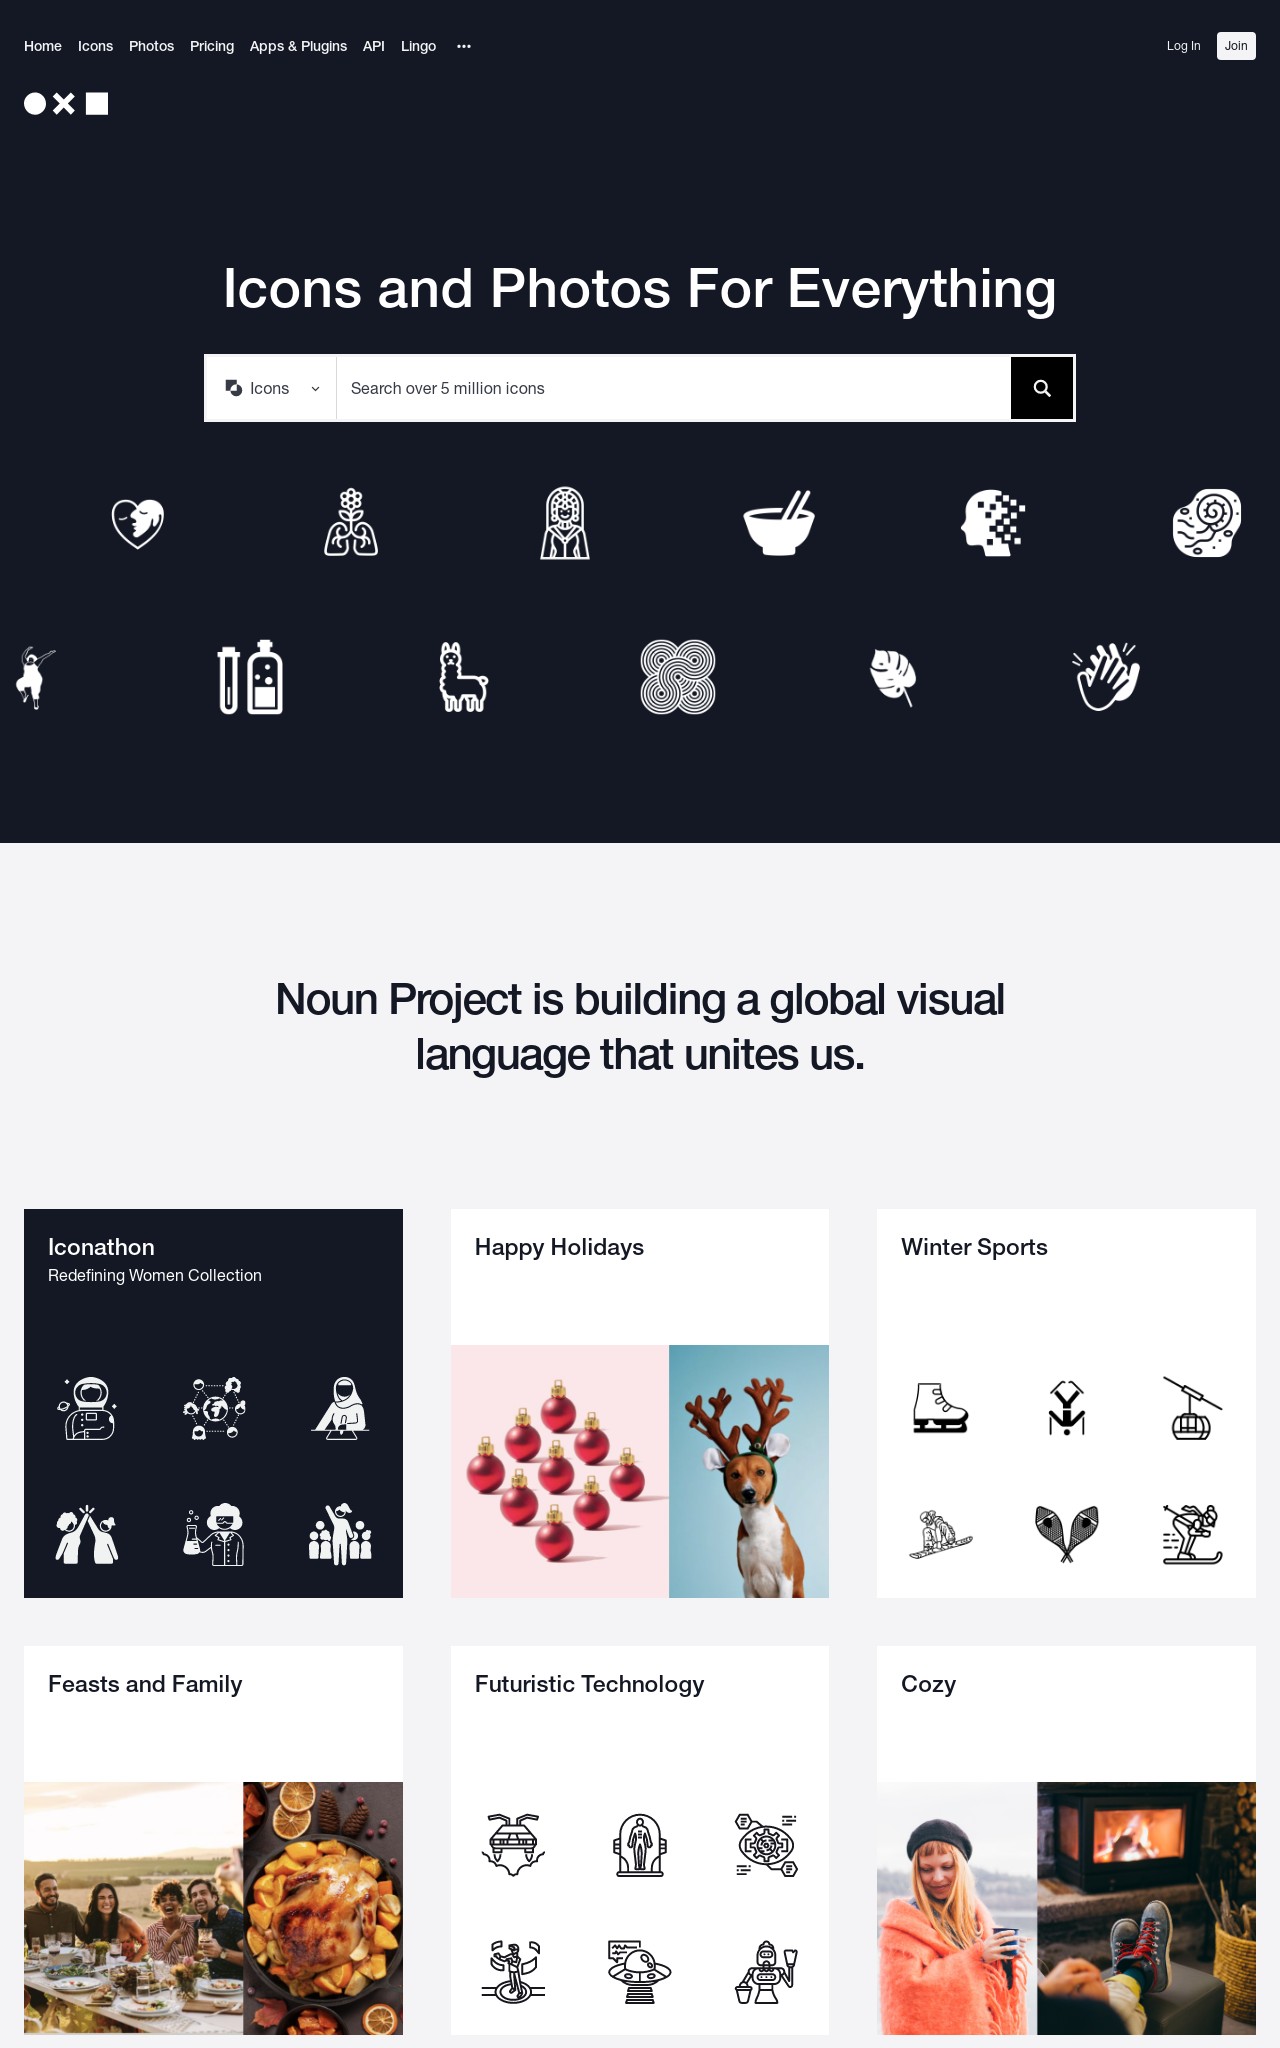 Home Icons Photos Pricing Apps & Plugins API Lingo ••• Log In Join
Icons and Photos For Everything
Icons Search over 5 million icons
Noun Project is building a global visual
language that unites us.
Iconathon
Redefining Women Collection
Happy Holidays
Winter Sports
Feasts and Family
Futuristic Technology
Cozy